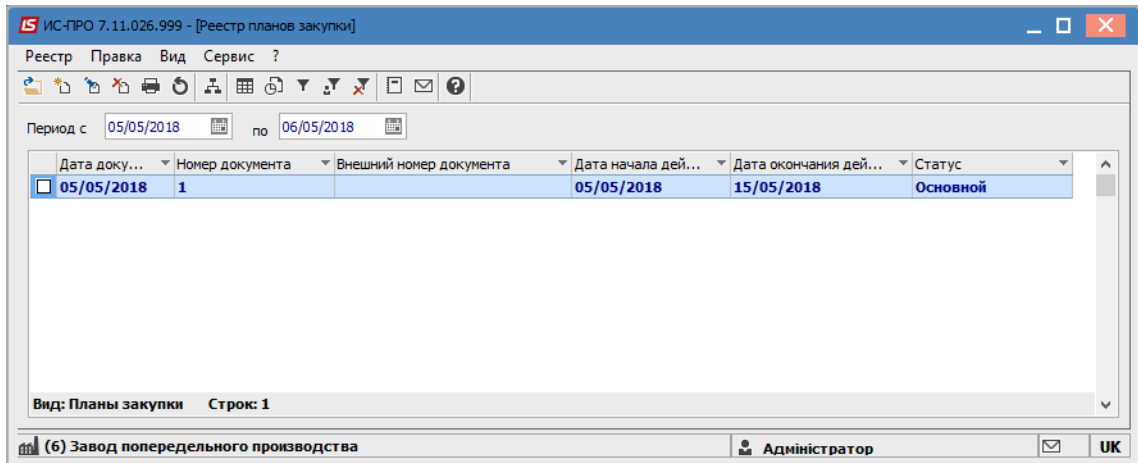 ИС-ПРО 7.11.026.999 - [Реестр планов закупки]
Реестр Правка Вид Сервис ?
Период с 05/05/2018 по 06/05/2018
Дата доку... Номер документа Внешний номер документа Дата начала дей... Дата окончания дей... Статус
05/05/2018 1 05/05/2018 15/05/2018 Основной
Вид: Планы закупки Строк: 1
(6) Завод попередельного производства Адміністратор UK